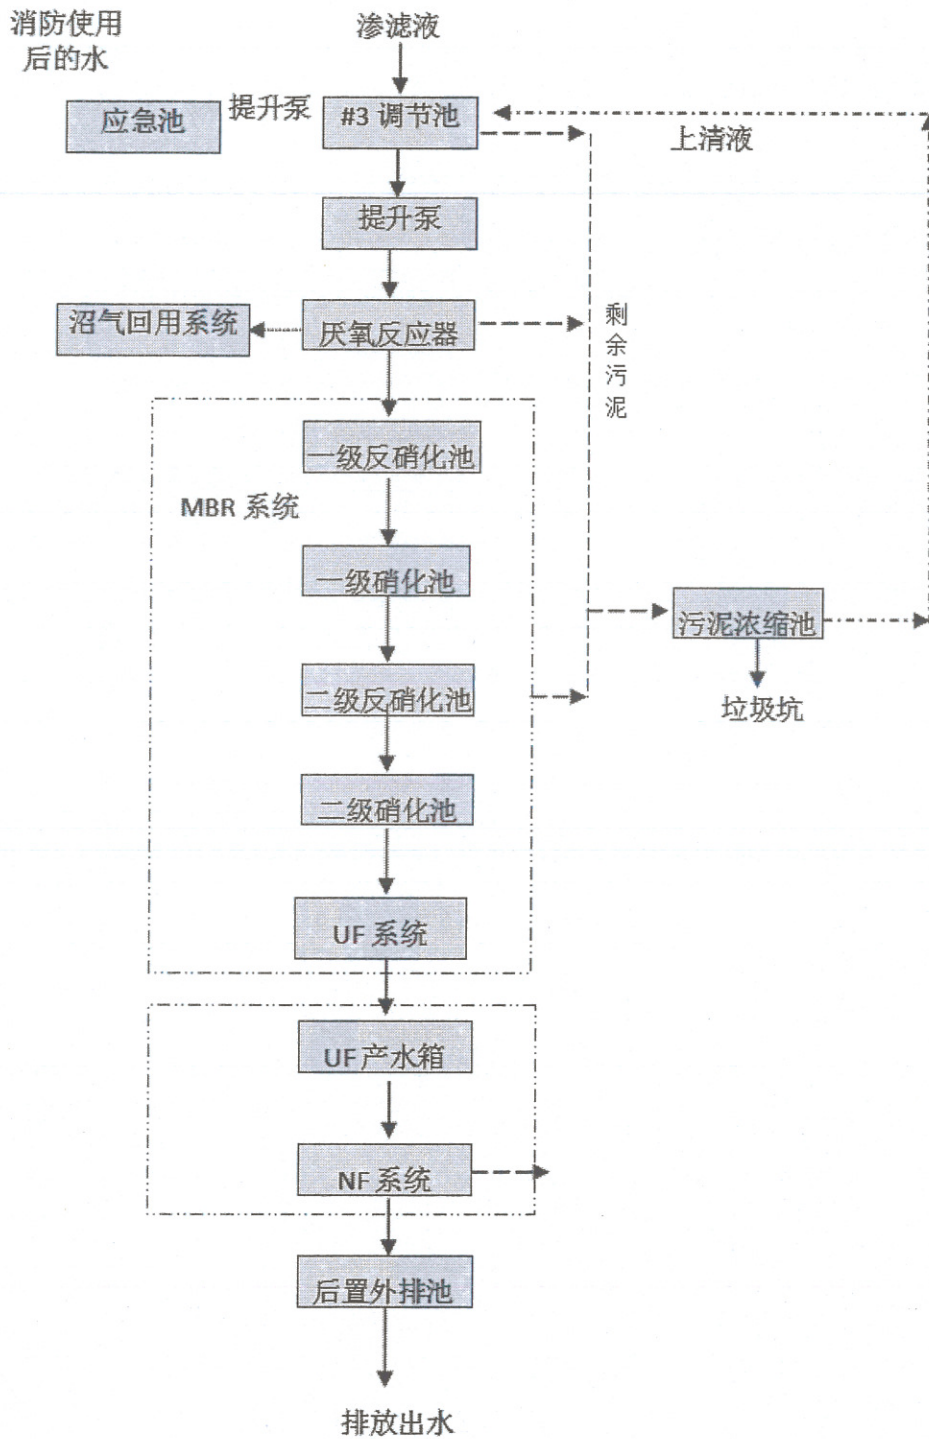 消防使用
后的水
渗滤液
应急池
提升泵
#3 调节池
上清液
提升泵
沼气回用系统
厌氧反应器
剩余污泥
一级反硝化池
MBR 系统
一级硝化池
污泥浓缩池
二级反硝化池
垃圾坑
二级硝化池
UF 系统
UF 产水箱
NF 系统
后置外排池
排放出水